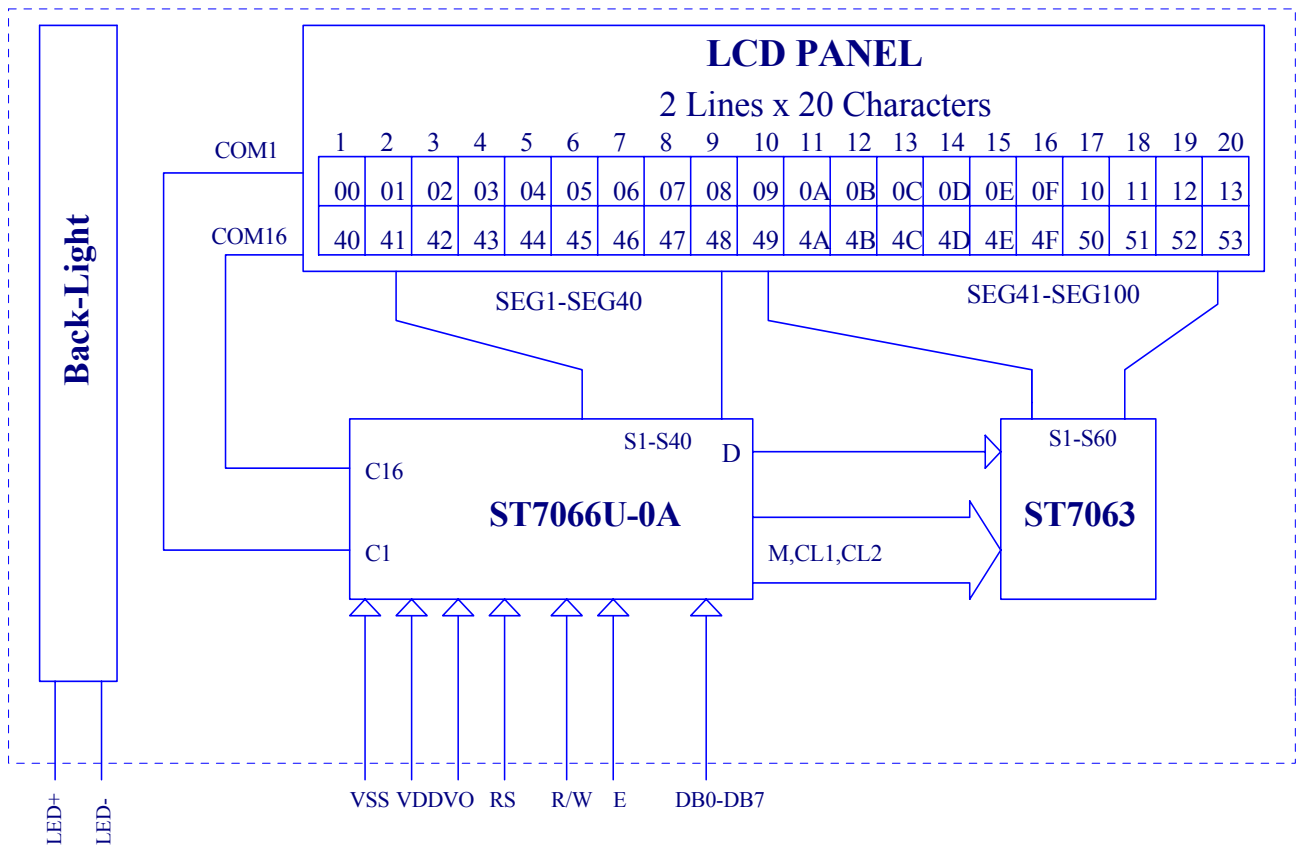 LCD PANEL
2 Lines x 20 Characters
1 2 3 4 5 6 7 8 9 10 11 12 13 14 15 16 17 18 19 20
COM1
00 01 02 03 04 05 06 07 08 09 0A 0B 0C 0D 0E 0F 10 11 12 13
COM16
40 41 42 43 44 45 46 47 48 49 4A 4B 4C 4D 4E 4F 50 51 52 53
Back-Light
SEG1-SEG40
SEG41-SEG100
S1-S40
D
S1-S60
C16
ST7066U-0A
ST7063
C1
M,CL1,CL2
VSS VDDVO RS R/W E DB0-DB7
LED+
LED-